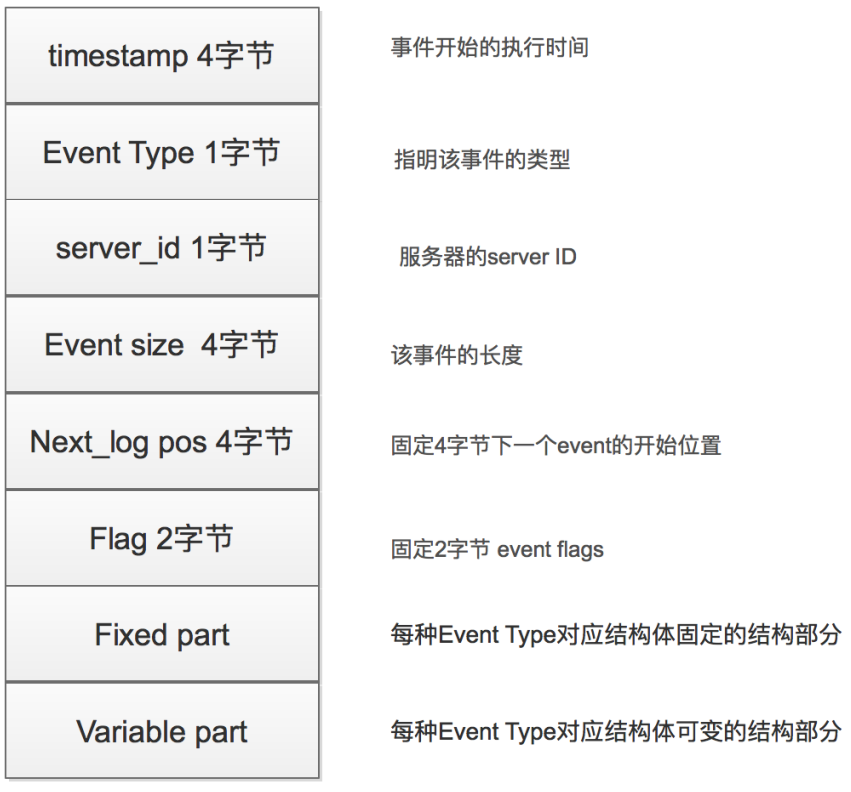 timestamp 4字节
事件开始的执行时间
Event Type 1字节
指明该事件的类型
server_id 1字节
服务器的server ID
Event size 4字节
该事件的长度
Next_log pos 4字节
固定4字节下一个event的开始位置
Flag 2字节
固定2字节 event flags
Fixed part
每种Event Type对应结构体固定的结构部分
Variable part
每种Event Type对应结构体可变的结构部分